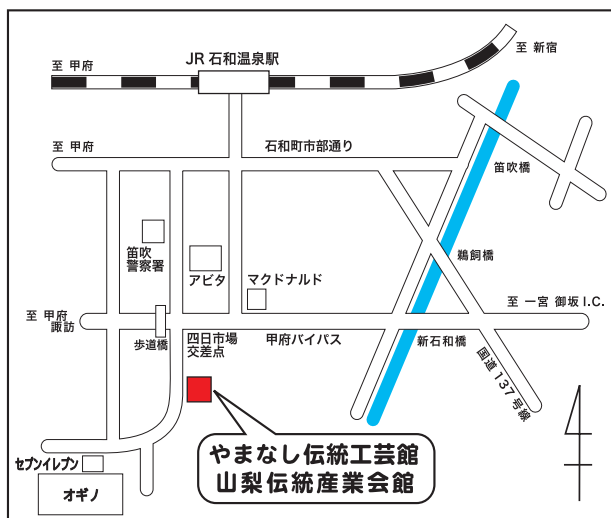 JR 石和温泉駅
至 新宿
至 甲府
至 甲府
石和町市部通り
笛吹橋
笛吹
警察署
アピタ
マクドナルド
鵜飼橋
至 一宮 御坂 I.C.
至 甲府
諏訪
歩道橋
四日市場
交差点
甲府バイパス
新石和橋
国道137号線
やまなし伝統工芸館
山梨伝統産業会館
セブンイレブン
オギノ